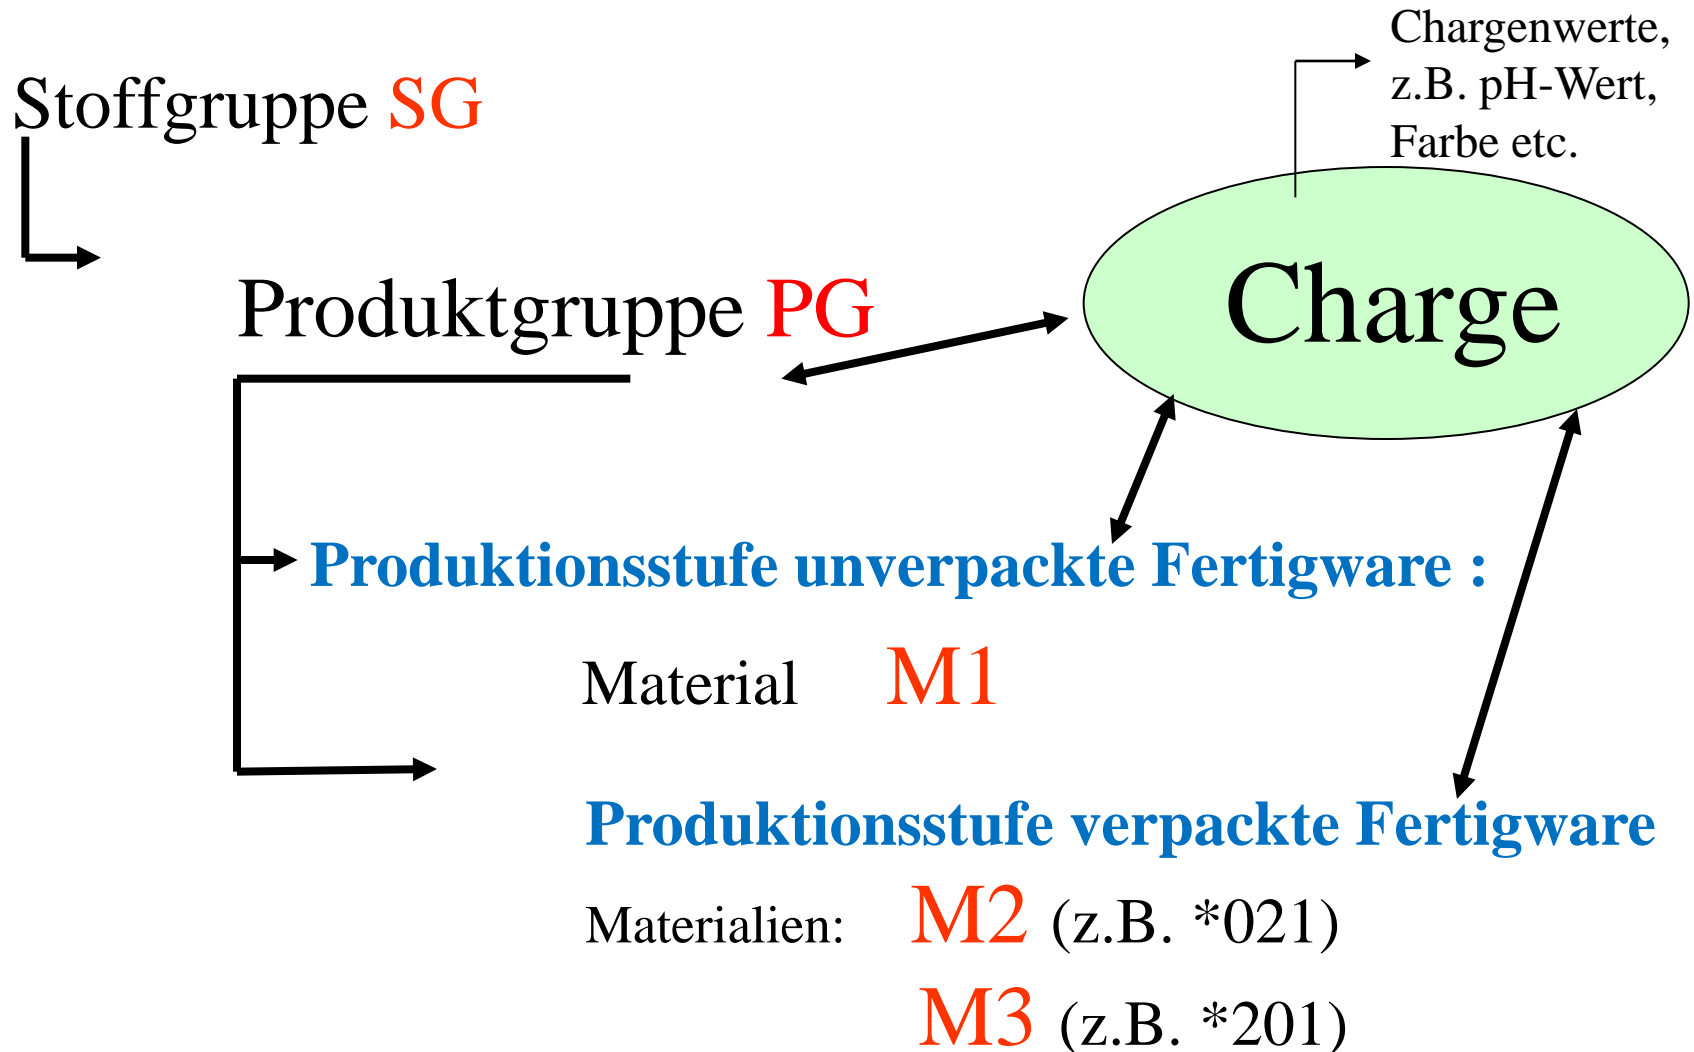 Chargenwerte,
z.B. pH-Wert,
Farbe etc.
Stoffgruppe SG
Produktgruppe PG
Charge
Produktionsstufe unverpackte Fertigware :
Material M1
Produktionsstufe verpackte Fertigware
Materialien: M2 (z.B. *021)
M3 (z.B. *201)